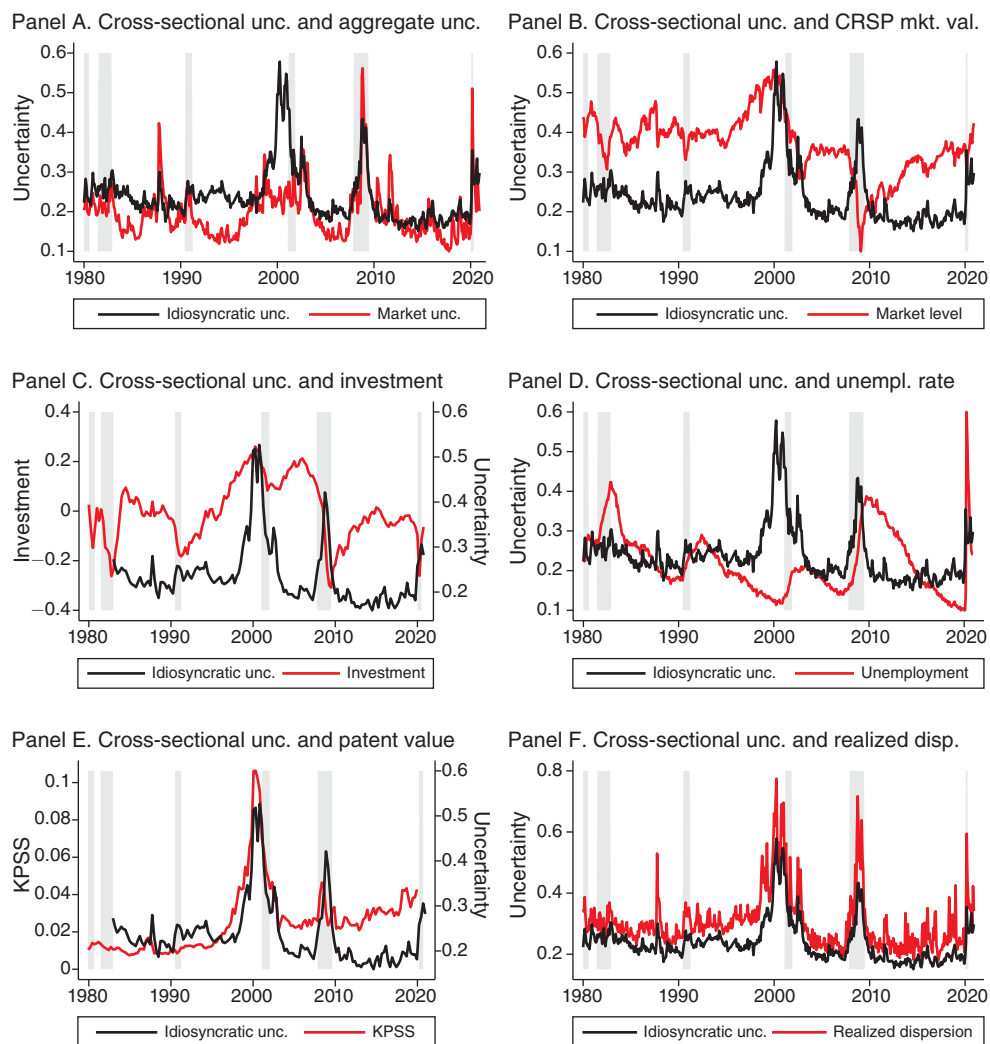 Panel A. Cross-sectional unc. and aggregate unc.
Uncertainty
0.6
0.5
0.4
0.3
0.2
0.1
1980 1990 2000 2010 2020
Idiosyncratic unc. Market unc.
Panel B. Cross-sectional unc. and CRSP mkt. val.
Uncertainty
0.6
0.5
0.4
0.3
0.2
0.1
1980 1990 2000 2010 2020
Idiosyncratic unc. Market level
Panel C. Cross-sectional unc. and investment
Investment
0.4
0.2
0
−0.2
−0.4
Uncertainty
0.6
0.5
0.4
0.3
0.2
1980 1990 2000 2010 2020
Idiosyncratic unc. Investment
Panel D. Cross-sectional unc. and unempl. rate
Uncertainty
0.6
0.5
0.4
0.3
0.2
0.1
1980 1990 2000 2010 2020
Idiosyncratic unc. Unemployment
Panel E. Cross-sectional unc. and patent value
KPSS
0.1
0.08
0.06
0.04
0.02
0
Uncertainty
0.6
0.5
0.4
0.3
0.2
1980 1990 2000 2010 2020
Idiosyncratic unc. KPSS
Panel F. Cross-sectional unc. and realized disp.
Uncertainty
0.8
0.6
0.4
0.2
1980 1990 2000 2010 2020
Idiosyncratic unc. Realized dispersion